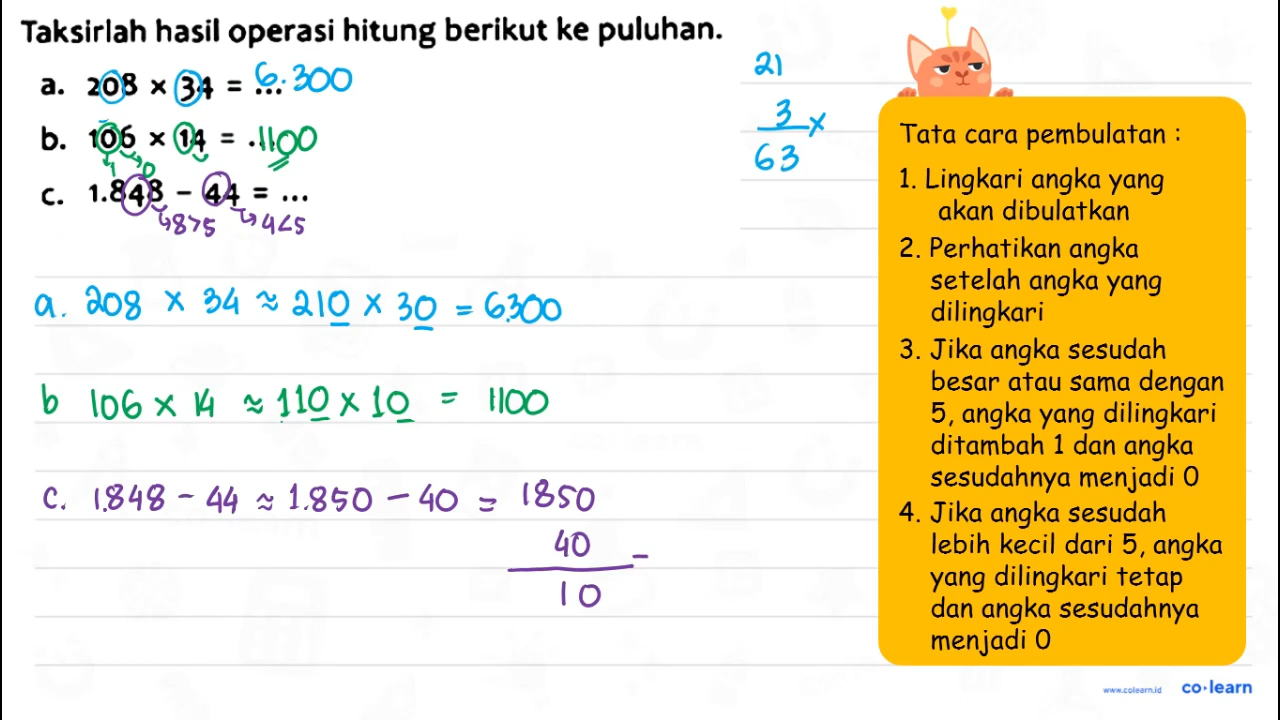 Taksirlah hasil operasi hitung berikut ke puluhan.
a. 208 × 34 = ... 6.300
b. 106 × 14 = ... 1100
1 0
c. 1.848 - 44 = ...
8>5 4<5
21
3 ×
63
a. 208 × 34 ≈ 210 × 30 = 6.300
b 106 × 14 ≈ 110 × 10 = 1100
c. 1.848 - 44 ≈ 1.850 - 40 = 1850
40 -
10
Tata cara pembulatan :
1. Lingkari angka yang
akan dibulatkan
2. Perhatikan angka
setelah angka yang
dilingkari
3. Jika angka sesudah
besar atau sama dengan
5, angka yang dilingkari
ditambah 1 dan angka
sesudahnya menjadi 0
4. Jika angka sesudah
lebih kecil dari 5, angka
yang dilingkari tetap
dan angka sesudahnya
menjadi 0
www.colearn.id co·learn